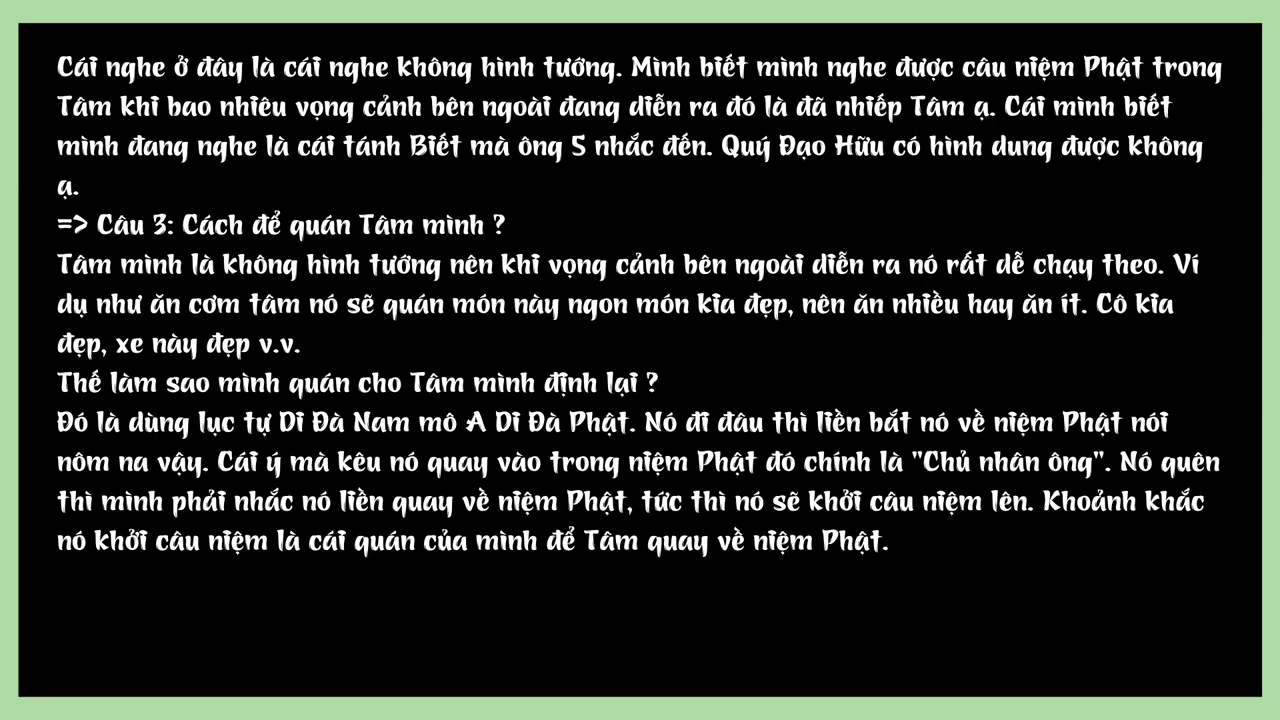 Cái nghe ở đây là cái nghe không hình tướng. Mình biết mình nghe được câu niệm Phật trong
Tâm khi bao nhiêu vọng cảnh bên ngoài đang diễn ra đó là đã nhiếp Tâm ạ. Cái mình biết
mình đang nghe là cái tánh Biết mà ông 5 nhắc đến. Quý Đạo Hữu có hình dung được không
ạ.
=> Câu 3: Cách để quán Tâm mình ?
Tâm mình là không hình tướng nên khi vọng cảnh bên ngoài diễn ra nó rất dễ chạy theo. Ví
dụ như ăn cơm tâm nó sẽ quán món này ngon món kia đẹp, nên ăn nhiều hay ăn ít. Cô kia
đẹp, xe này đẹp v.v.
Thế làm sao mình quán cho Tâm mình định lại ?
Đó là dùng lục tự Di Đà Nam mô A Di Đà Phật. Nó đi đâu thì liền bắt nó về niệm Phật nói
nôm na vậy. Cái ý mà kêu nó quay vào trong niệm Phật đó chính là "Chủ nhân ông". Nó quên
thì mình phải nhắc nó liền quay về niệm Phật, tức thì nó sẽ khởi câu niệm lên. Khoảnh khắc
nó khởi câu niệm là cái quán của mình để Tâm quay về niệm Phật.